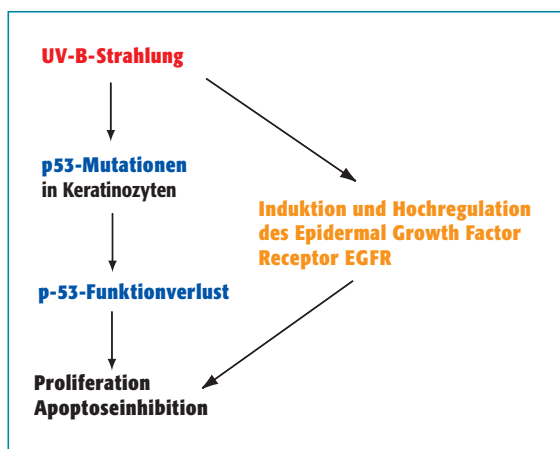 UV-B-Strahlung
p53-Mutationen
in Keratinozyten
Induktion und Hochregulation
des Epidermal Growth Factor
Receptor EGFR
p-53-Funktionverlust
Proliferation
Apoptoseinhibition